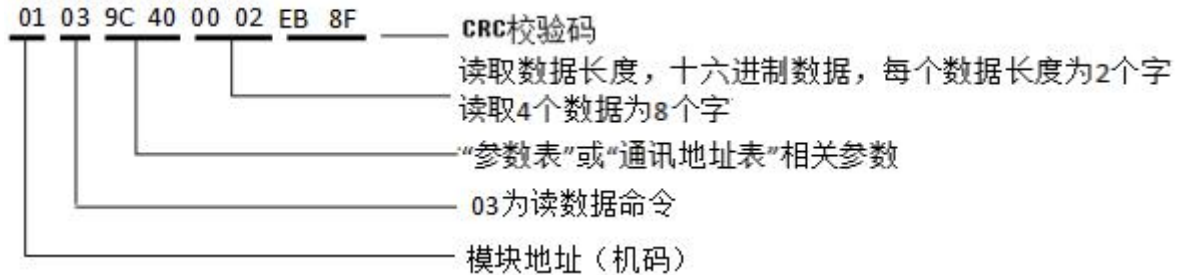 01 03 9C 40 00 02 EB 8F
CRC校验码
读取数据长度，十六进制数据，每个数据长度为2个字
读取4个数据为8个字
“参数表”或“通讯地址表”相关参数
03为读数据命令
模块地址（机码）